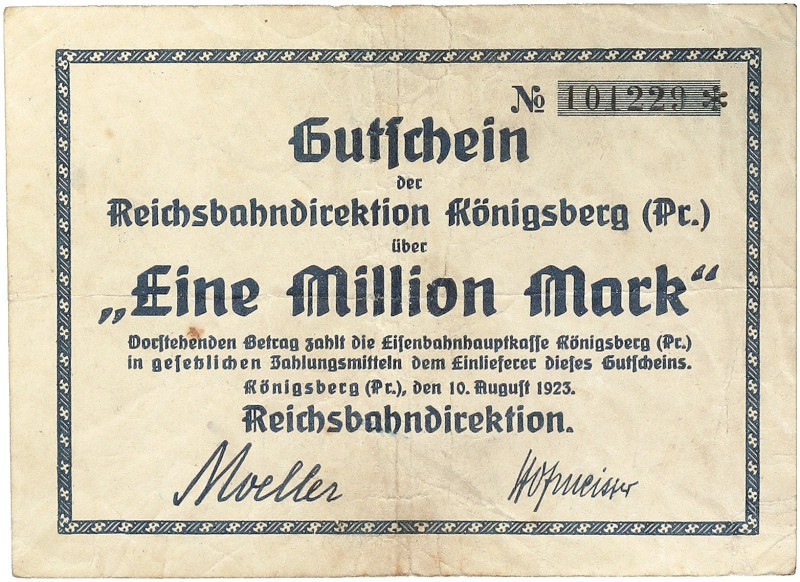 № 101229 *
Gutschein
der
Reichsbahndirektion Königsberg (Pr.)
über
„Eine Million Mark“
Vorstehenden Betrag zahlt die Eisenbahnhauptkasse Königsberg (Pr.)
in gesetzlichen Zahlungsmitteln dem Einlieferer dieses Gutscheins.
Königsberg (Pr.), den 10. August 1923.
Reichsbahndirektion.
Moeller Hofmeister